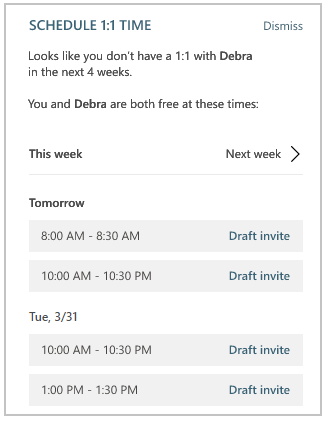 SCHEDULE 1:1 TIME Dismiss
Looks like you don't have a 1:1 with Debra
in the next 4 weeks.
You and Debra are both free at these times:
This week Next week
Tomorrow
8:00 AM - 8:30 AM Draft invite
10:00 AM - 10:30 PM Draft invite
Tue, 3/31
10:00 AM - 10:30 PM Draft invite
1:00 PM - 1:30 PM Draft invite